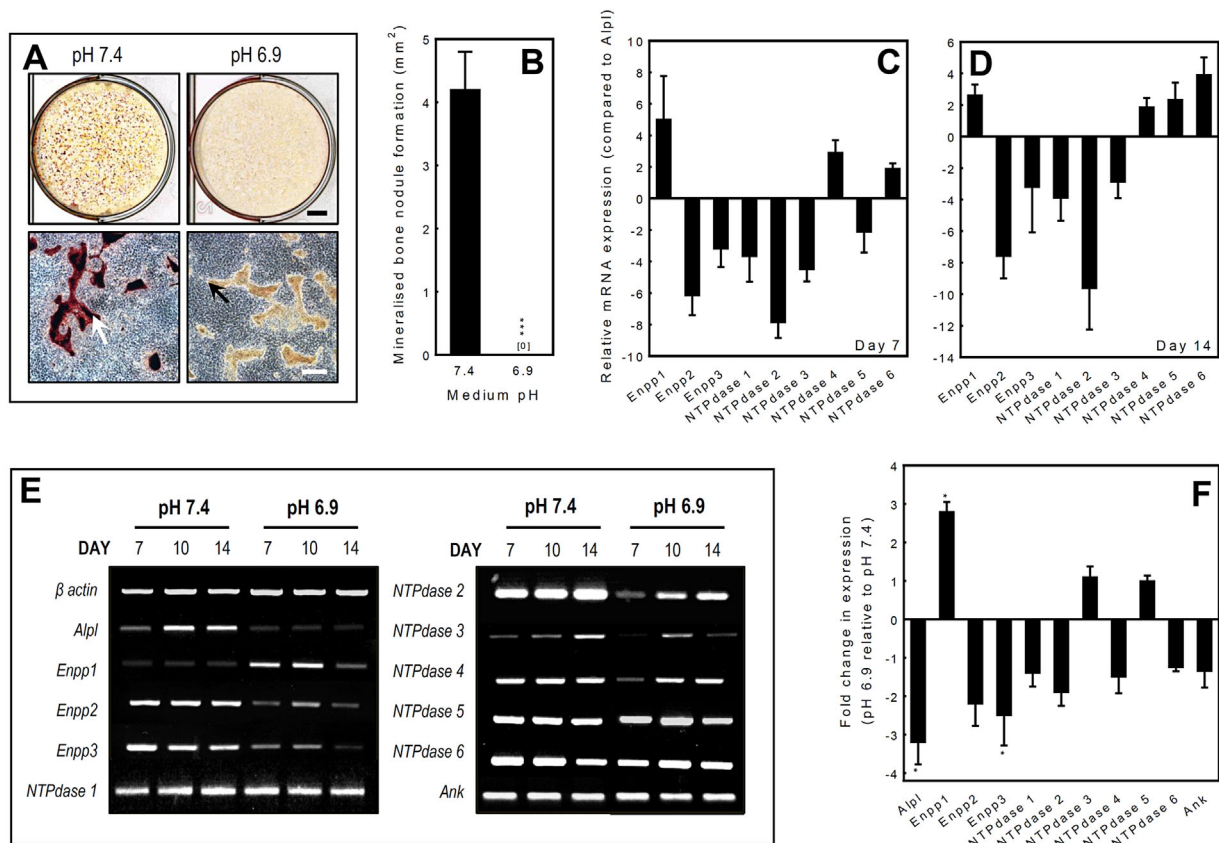 A
pH 7.4 pH 6.9
B
Mineralised bone nodule formation (mm²)
5
4
3
2
1
0
***
[0]
7.4 6.9
Medium pH
C
Relative mRNA expression (compared to Alpl)
10
8
6
4
2
0
-2
-4
-6
-8
-10
Day 7
Enpp1
Enpp2
Enpp3
NTPdase 1
NTPdase 2
NTPdase 3
NTPdase 4
NTPdase 5
NTPdase 6
D
6
4
2
0
-2
-4
-6
-8
-10
-12
-14
Day 14
Enpp1
Enpp2
Enpp3
NTPdase 1
NTPdase 2
NTPdase 3
NTPdase 4
NTPdase 5
NTPdase 6
E
pH 7.4 pH 6.9
DAY 7 10 14 7 10 14
β actin
Alpl
Enpp1
Enpp2
Enpp3
NTPdase 1
pH 7.4 pH 6.9
DAY 7 10 14 7 10 14
NTPdase 2
NTPdase 3
NTPdase 4
NTPdase 5
NTPdase 6
Ank
F
Fold change in expression
(pH 6.9 relative to pH 7.4)
4
3
2
1
0
-1
-2
-3
-4
*
*
*
Alpl
Enpp1
Enpp2
Enpp3
NTPdase 1
NTPdase 2
NTPdase 3
NTPdase 4
NTPdase 5
NTPdase 6
Ank